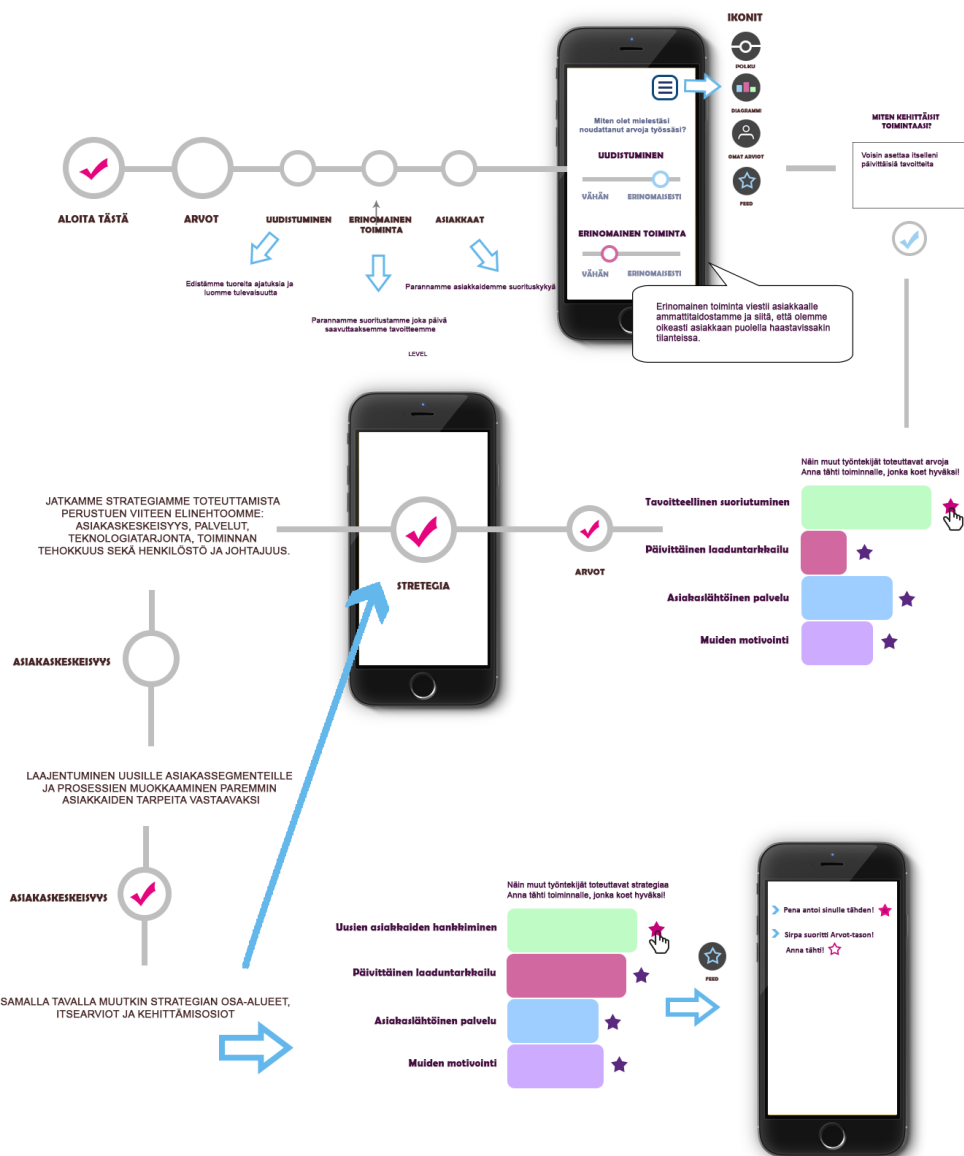 IKONIT
POLKU
DIAGRAMMI
OMAT ARVIOT
FEED
MITEN KEHITTÄISIT
TOIMINTAASI?
Voisin asettaa itselleni
päivittäisiä tavoitteita
Miten olet mielestäsi
noudattanut arvoja työssäsi?
UUDISTUMINEN
VÄHÄN
ERINOMAISESTI
ERINOMAINEN TOIMINTA
VÄHÄN
ERINOMAISESTI
ALOITA TÄSTÄ
ARVOT
UUDISTUMINEN
ERINOMAINEN
TOIMINTA
ASIAKKAAT
Edistämme tuoreita ajatuksia ja
luomme tulevaisuutta
Parannamme asiakkaidemme suorituskykyä
Parannamme suoritustamme joka päivä
saavuttaaksemme tavoitteemme
LEVEL
Erinomainen toiminta viestii asiakkaalle
ammattitaidostamme ja siitä, että olemme
oikeasti asiakkaan puolella haastavissakin
tilanteissa.
Näin muut työntekijät toteuttavat arvoja
Anna tähti toiminnalle, jonka koet hyväksi!
Tavoitteellinen suoriutuminen
Päivittäinen laaduntarkkailu
Asiakaslähtöinen palvelu
Muiden motivointi
ARVOT
STRETEGIA
JATKAMME STRATEGIAMME TOTEUTTAMISTA
PERUSTUEN VIITEEN ELINEHTOOMME:
ASIAKASKESKEISYYS, PALVELUT,
TEKNOLOGIATARJONTA, TOIMINNAN
TEHOKKUUS SEKÄ HENKILÖSTÖ JA JOHTAJUUS.
ASIAKASKESKEISYYS
LAAJENTUMINEN UUSILLE ASIAKASSEGMENTEILLE
JA PROSESSIEN MUOKKAAMINEN PAREMMIN
ASIAKKAIDEN TARPEITA VASTAAVAKSI
ASIAKASKESKEISYYS
SAMALLA TAVALLA MUUTKIN STRATEGIAN OSA-ALUEET,
ITSEARVIOT JA KEHITTÄMISOSIOT
Näin muut työntekijät toteuttavat strategiaa
Anna tähti toiminnalle, jonka koet hyväksi!
Uusien asiakkaiden hankkiminen
Päivittäinen laaduntarkkailu
Asiakaslähtöinen palvelu
Muiden motivointi
FEED
Pena antoi sinulle tähden!
Sirpa suoritti Arvot-tason!
Anna tähti!